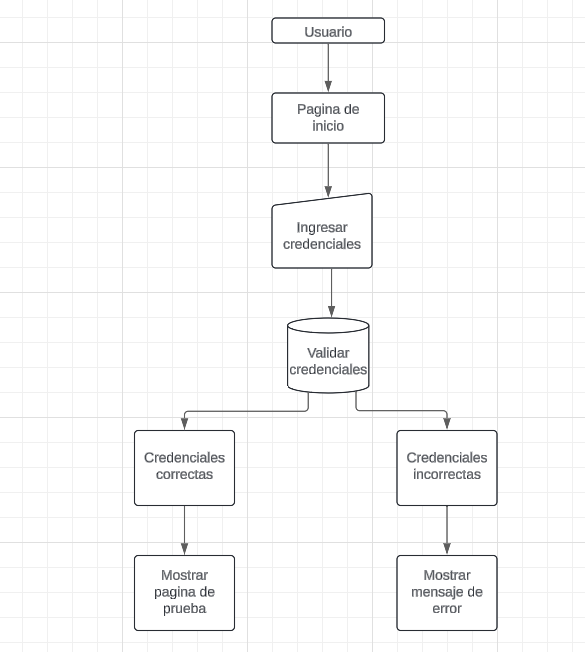 Usuario
Pagina de
inicio
Ingresar
credenciales
Validar
credenciales
Credenciales
correctas
Credenciales
incorrectas
Mostrar
pagina de
prueba
Mostrar
mensaje de
error